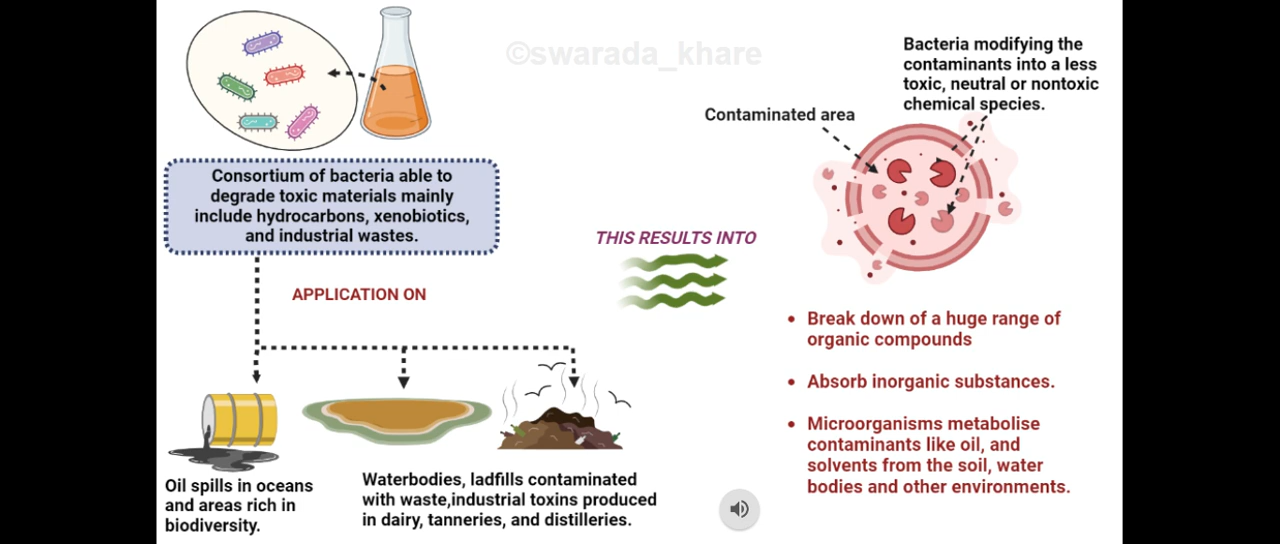 ©swarada_khare
Consortium of bacteria able to
degrade toxic materials mainly
include hydrocarbons, xenobiotics,
and industrial wastes.
APPLICATION ON
Oil spills in oceans
and areas rich in
biodiversity.
Waterbodies, ladfills contaminated
with waste,industrial toxins produced
in dairy, tanneries, and distilleries.
THIS RESULTS INTO
Contaminated area
Bacteria modifying the
contaminants into a less
toxic, neutral or nontoxic
chemical species.
• Break down of a huge range of
organic compounds
• Absorb inorganic substances.
• Microorganisms metabolise
contaminants like oil, and
solvents from the soil, water
bodies and other environments.